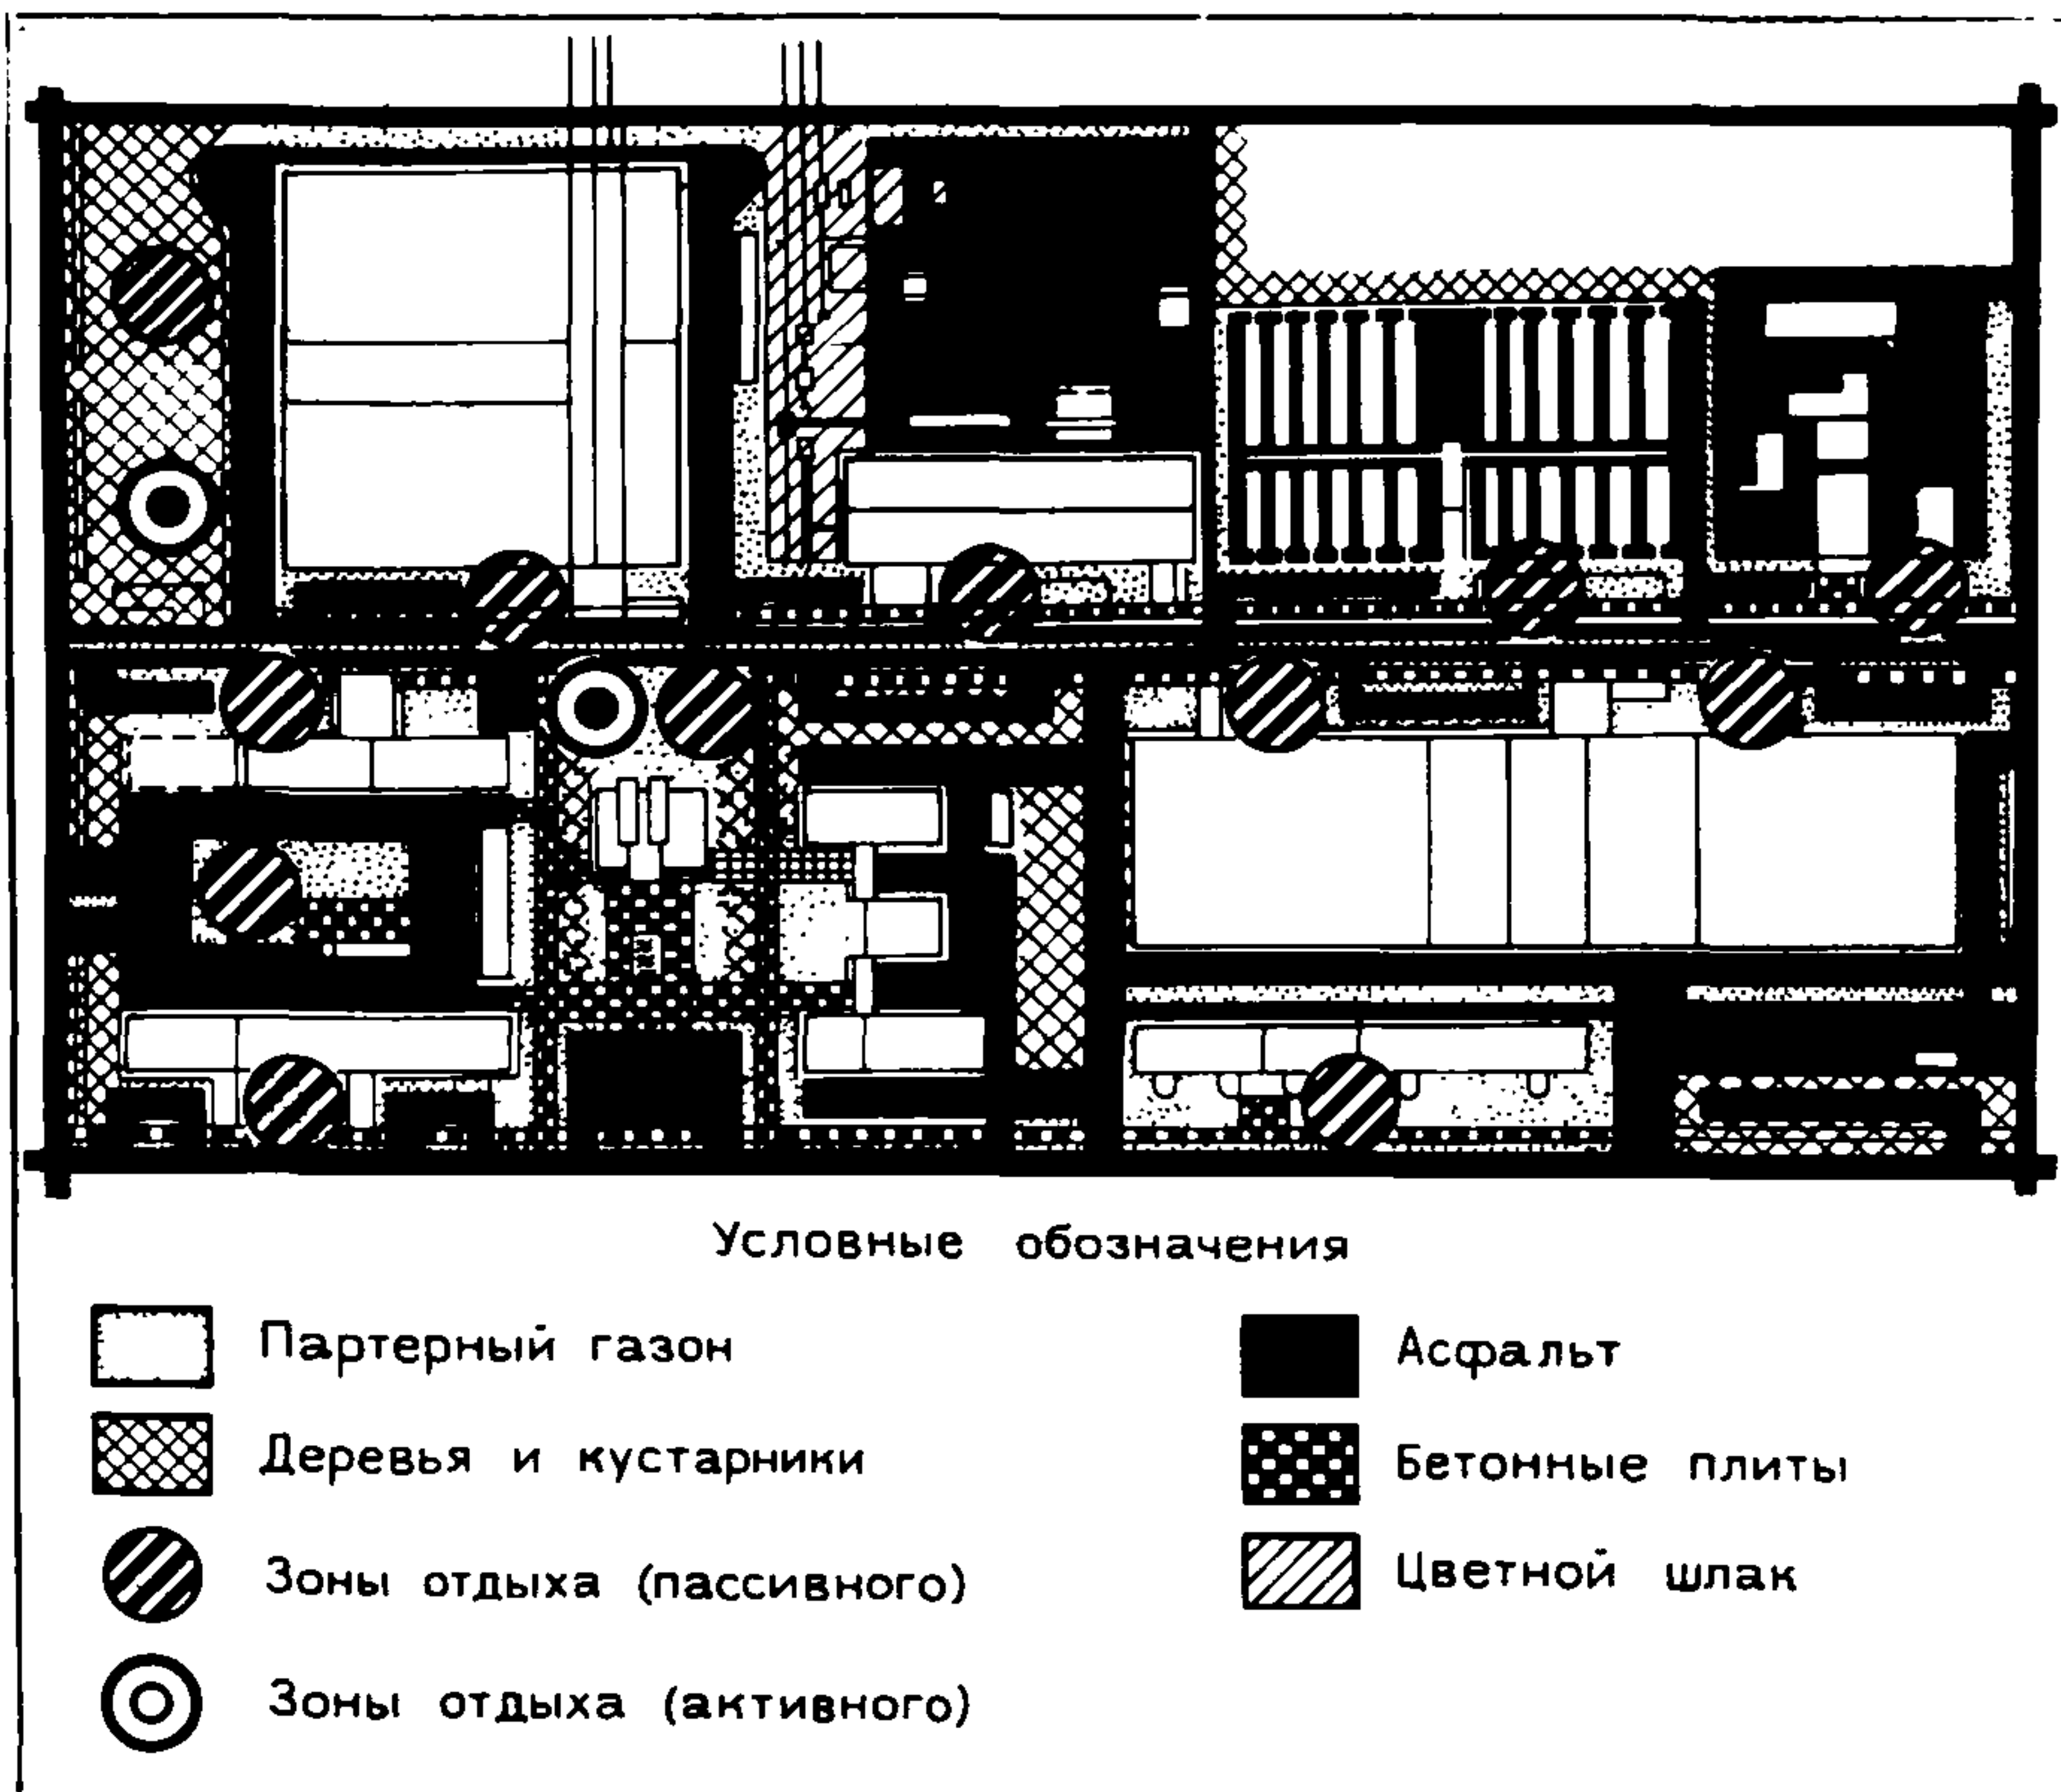 Условные обозначения
Партерный газон
Деревья и кустарники
Зоны отдыха (пассивного)
Зоны отдыха (активного)
Асфальт
Бетонные плиты
Цветной шлак